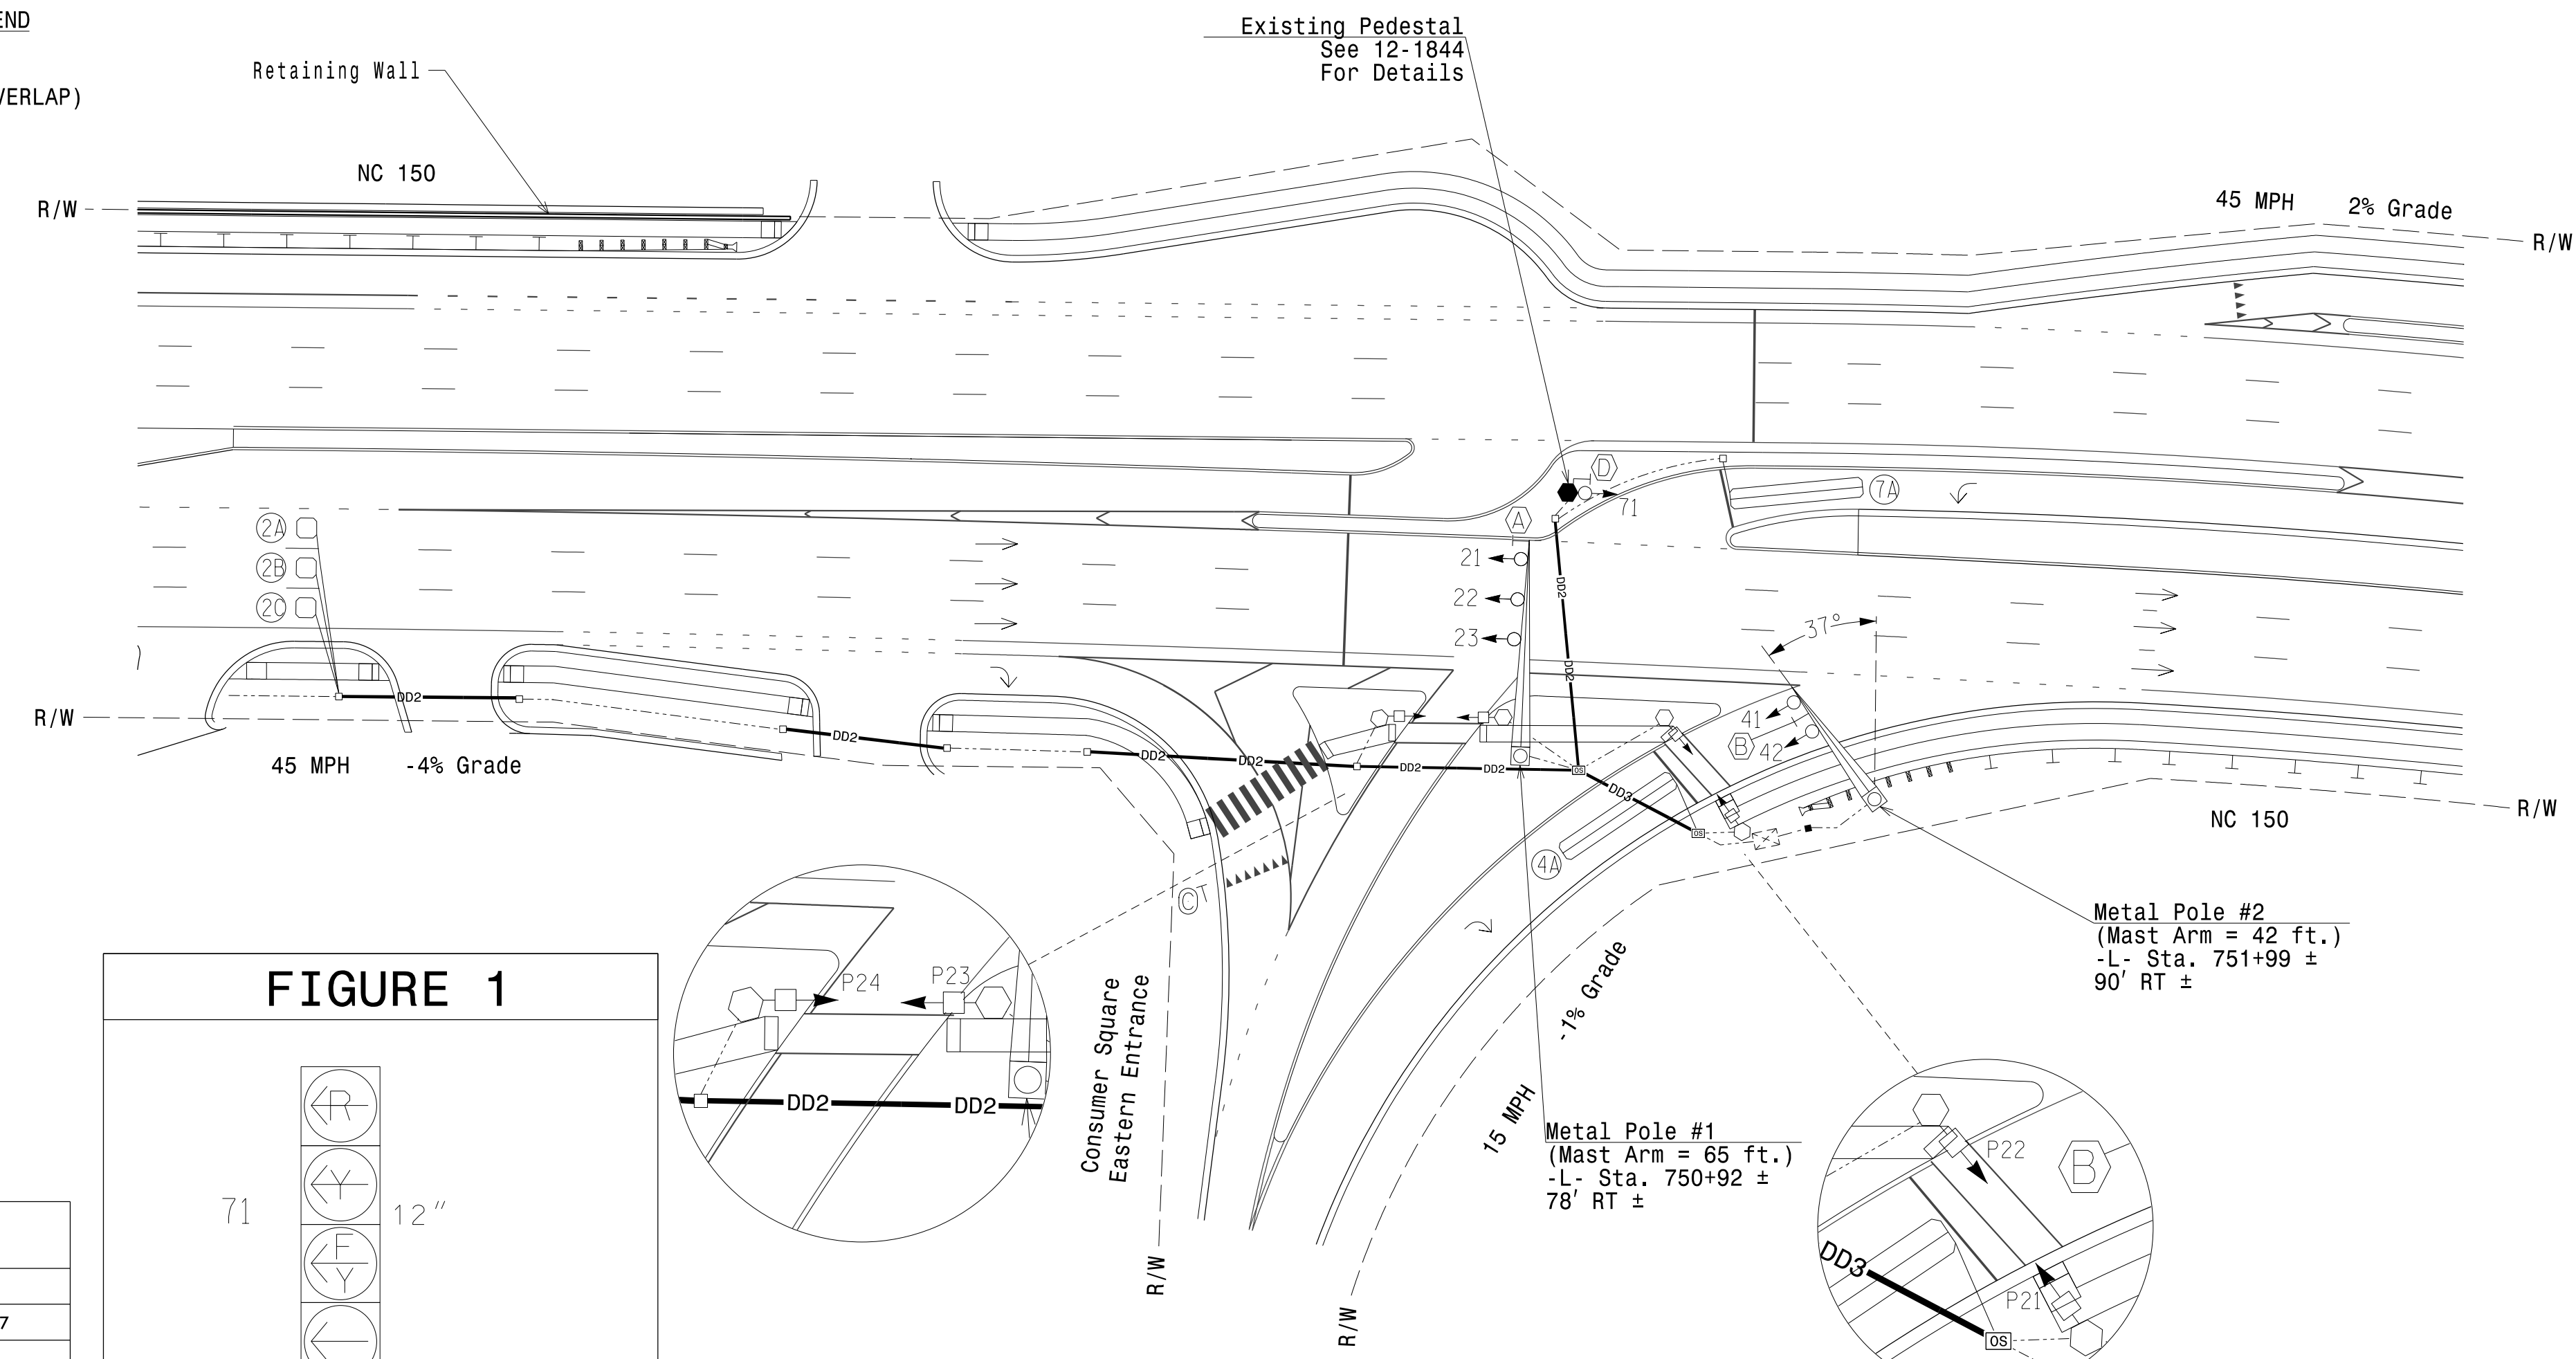 END
VERLAP)
Retaining Wall
NC 150
R/W
Existing Pedestal
See 12-1844
For Details
45 MPH
2% Grade
R/W
D
71
7A
A
21
22
23
2A
2B
2C
DD2
DD2
37°
41
42
B
R/W
DD2
DD2
DD2
DD2
DD2
DD2
OS
DD3
OS
45 MPH
-4% Grade
4A
C
NC 150
R/W
Metal Pole #2
(Mast Arm = 42 ft.)
-L- Sta. 751+99 ±
90' RT ±
FIGURE 1
R
Y
F
Y
71
12"
7
P24
P23
DD2
DD2
Consumer Square
Eastern Entrance
R/W
-1% Grade
15 MPH
R/W
Metal Pole #1
(Mast Arm = 65 ft.)
-L- Sta. 750+92 ±
78' RT ±
P22
B
DD3
P21
OS